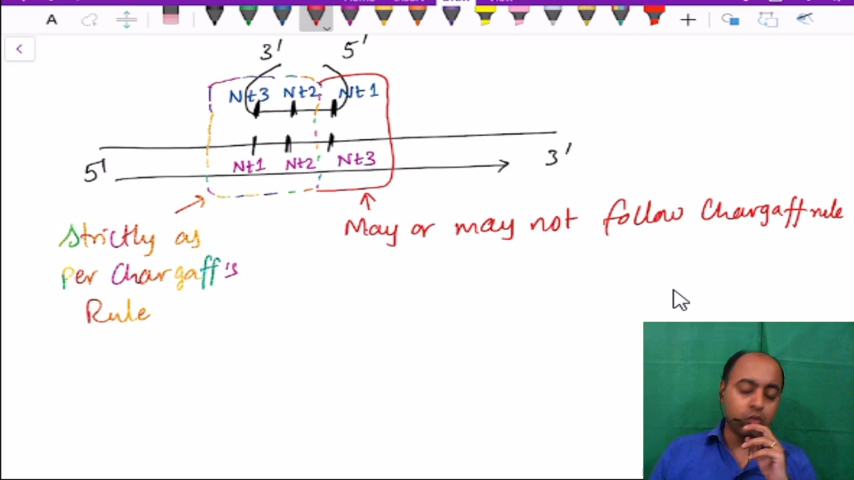 A
3' 5'
Nt3 Nt2 Nt1
5' Nt1 Nt2 Nt3 3'
Strictly as
per Chargaff's
Rule
May or may not follow Chargaff rule